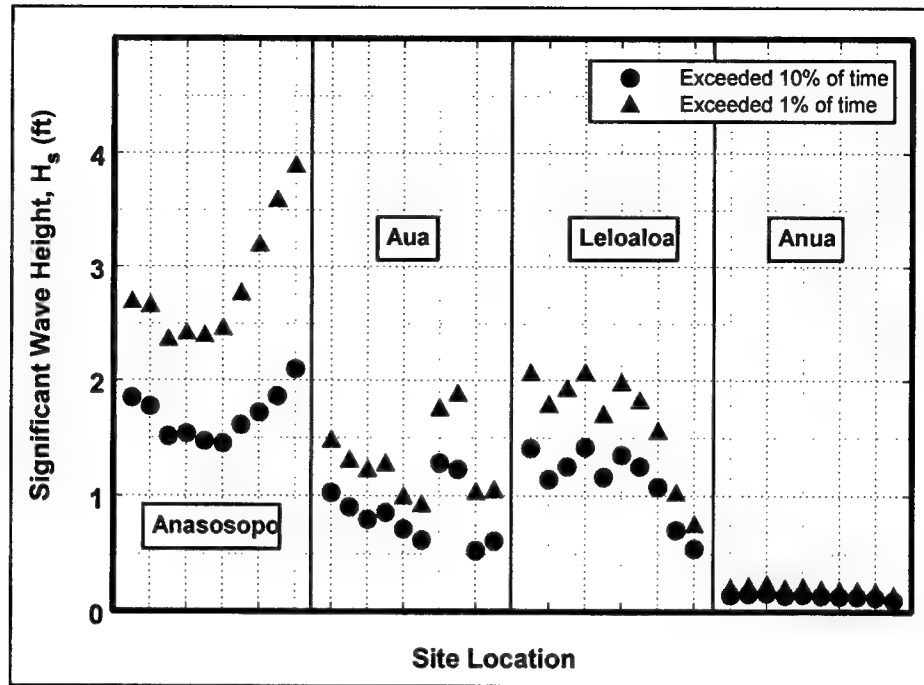 Exceeded 10% of time
Exceeded 1% of time
Significant Wave Height, H_s (ft)
4
3
2
1
0
Aua
Leloaloa
Anua
Anasosopo
Site Location